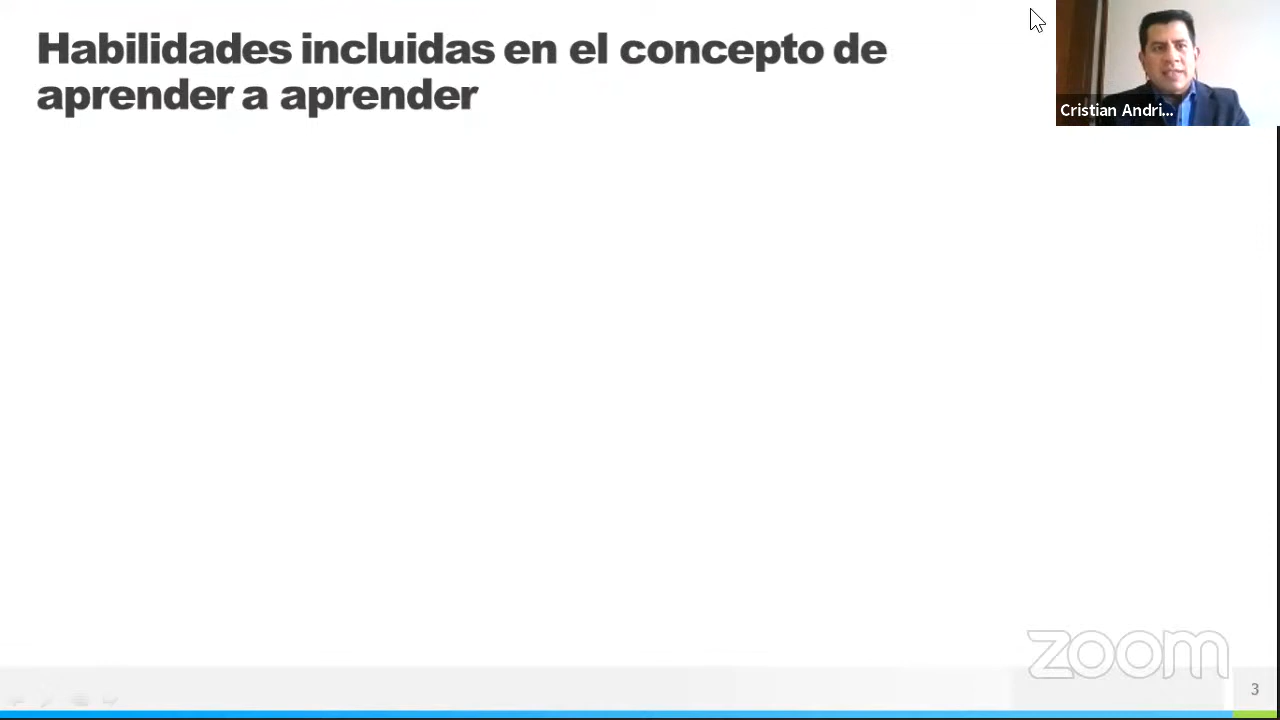 Habilidades incluidas en el concepto de
aprender a aprender
Cristian Andri...
zoom
3